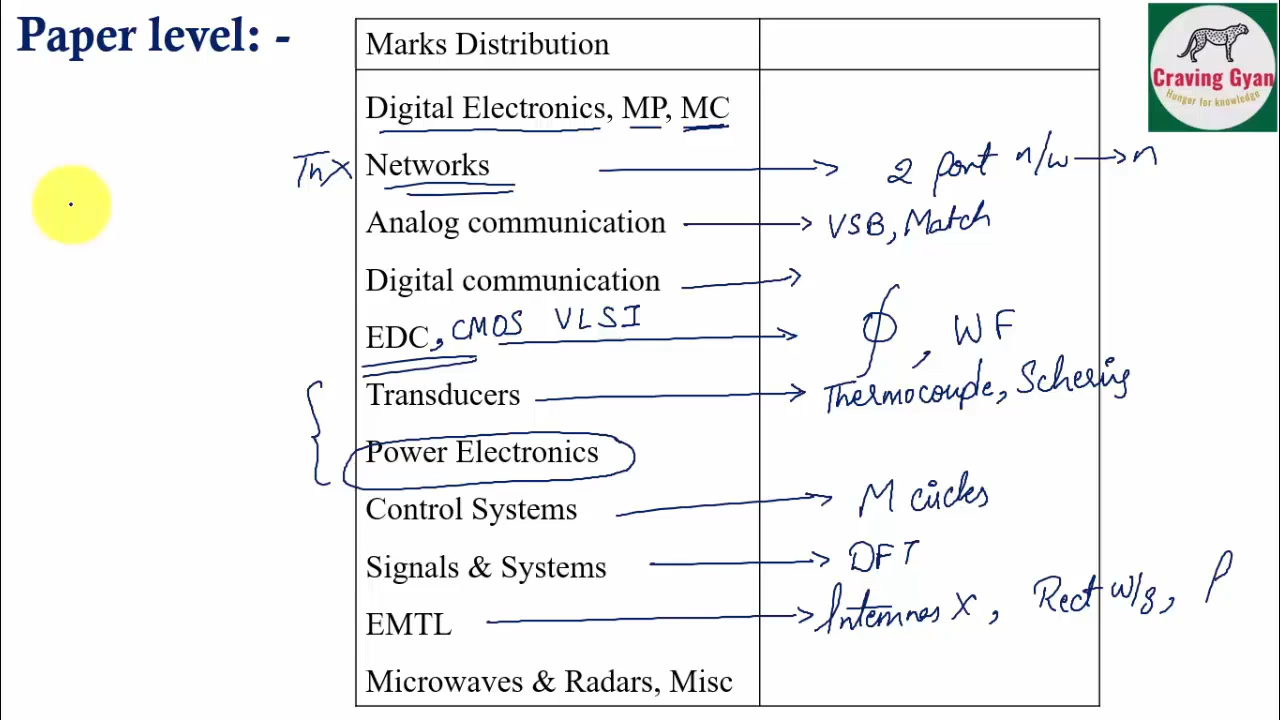 Paper level: -
Marks Distribution
Craving Gyan
Hunger for knowledge
Digital Electronics, MP, MC
Networks → 2 Port n/w → n
Analog communication → VSB, Match
Digital communication →
EDC, CMOS VLSI → ∮, WF
Transducers → Thermocouple, Schering
Power Electronics
Control Systems → M circles
Signals & Systems → DFT
EMTL → Antennas X, Rect w/g, P
Microwaves & Radars, Misc